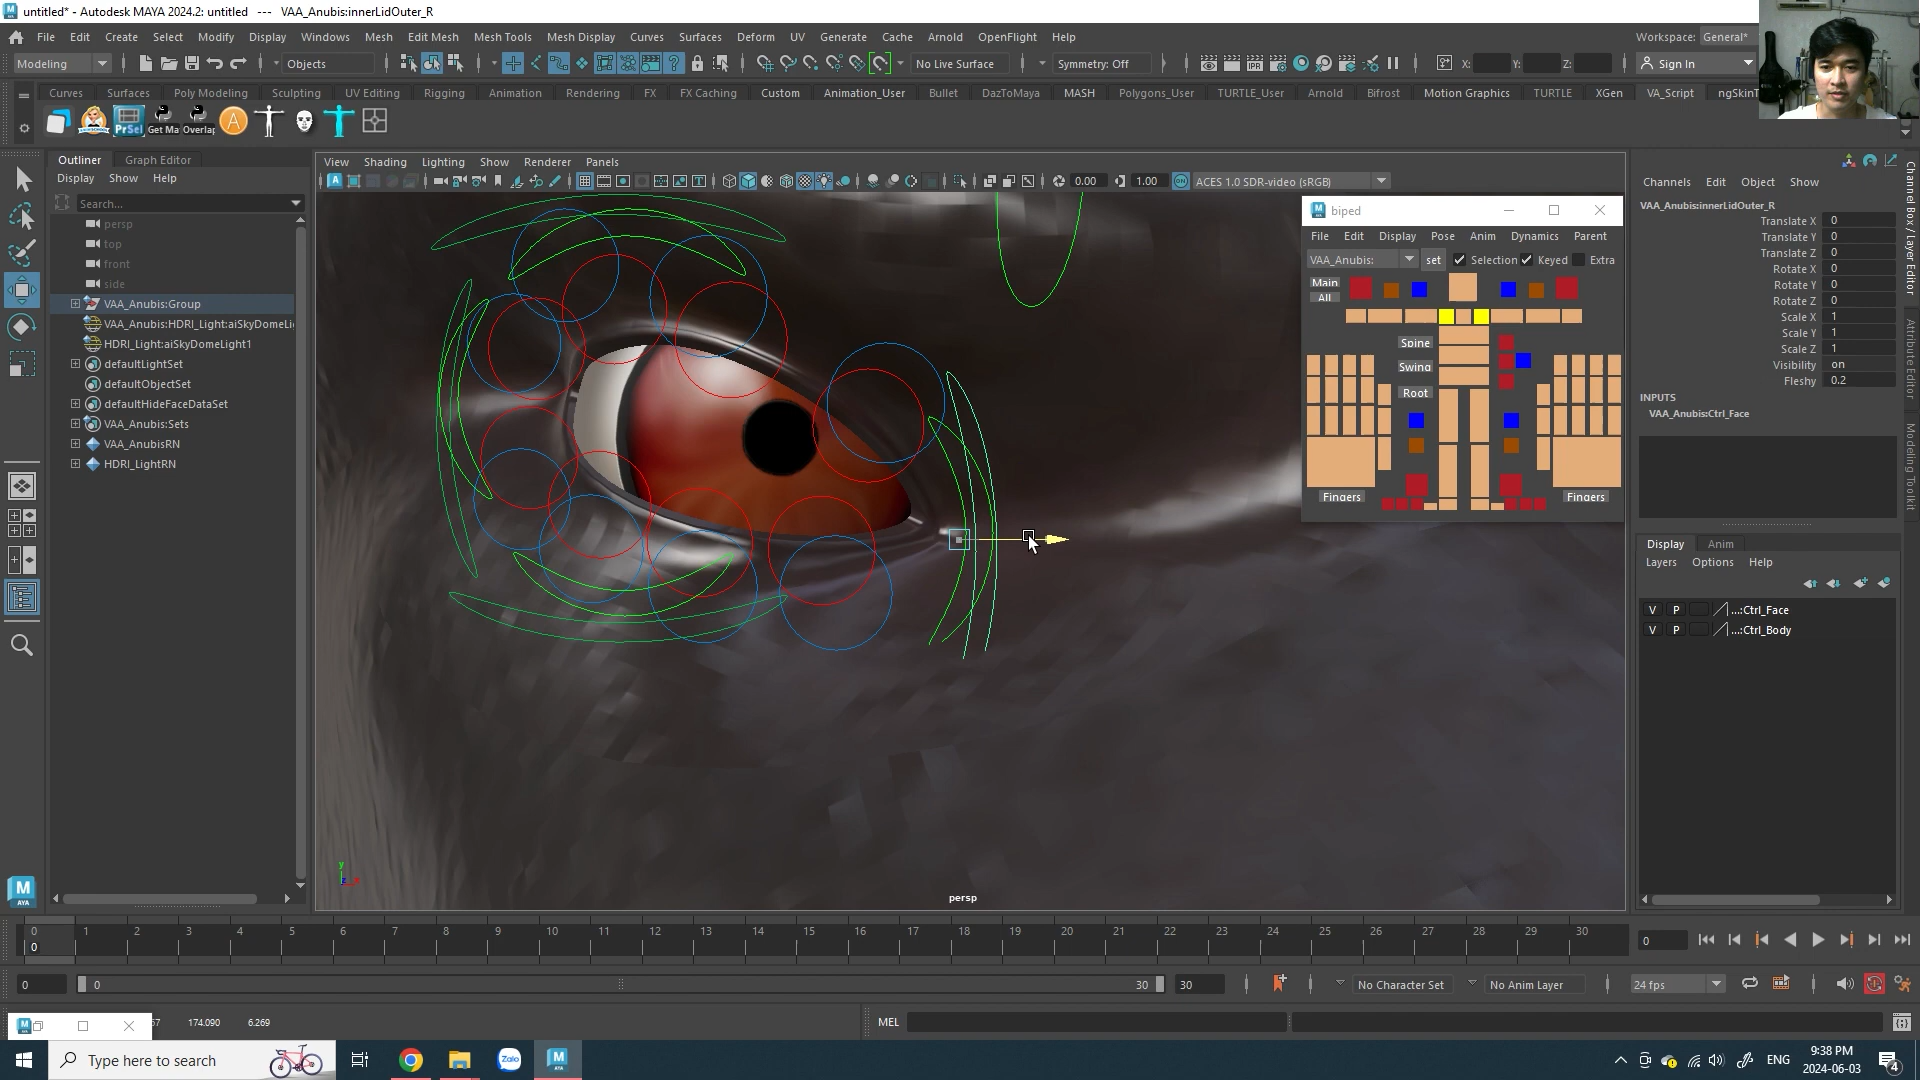 untitled* - Autodesk MAYA 2024.2: untitled --- VAA_Anubis:innerLidOuter_R
File Edit Create Select Modify Display Windows Mesh Edit Mesh Mesh Tools Mesh Display Curves Surfaces Deform UV Generate Cache Arnold OpenFlight Help
Workspace: General*
Modeling Objects No Live Surface Symmetry: Off X: Y: Z: Sign In
Curves Surfaces Poly Modeling Sculpting UV Editing Rigging Animation Rendering FX FX Caching Custom Animation_User Bullet DazToMaya MASH Polygons_User TURTLE_User Arnold Bifrost Motion Graphics TURTLE XGen VA_Script ngSkinT
PrSel Get Ma Overlap
Outliner Graph Editor
Display Show Help
Search...
persp
top
front
side
VAA_Anubis:Group
VAA_Anubis:HDRI_Light:aiSkyDomeLi
HDRI_Light:aiSkyDomeLight1
defaultLightSet
defaultObjectSet
defaultHideFaceDataSet
VAA_Anubis:Sets
VAA_AnubisRN
HDRI_LightRN
View Shading Lighting Show Renderer Panels
0.00 1.00 ACES 1.0 SDR-video (sRGB)
persp
biped
File Edit Display Pose Anim Dynamics Parent
VAA_Anubis: set Selection Keyed Extra
Main
All
Spine
Swing
Root
Fingers Fingers
Channels Edit Object Show
VAA_Anubis:innerLidOuter_R
Translate X 0
Translate Y 0
Translate Z 0
Rotate X 0
Rotate Y 0
Rotate Z 0
Scale X 1
Scale Y 1
Scale Z 1
Visibility on
Fleshy 0.2
INPUTS
VAA_Anubis:Ctrl_Face
Display Anim
Layers Options Help
V P ...:Ctrl_Face
V P ...:Ctrl_Body
Channel Box / Layer Editor
Attribute Editor
Modeling Toolkit
0 1 2 3 4 5 6 7 8 9 10 11 12 13 14 15 16 17 18 19 20 21 22 23 24 25 26 27 28 29 30
0 0
0 0 30 30 No Character Set No Anim Layer 24 fps
174.090 6.269 MEL
Type here to search
Zalo
ENG
9:38 PM
2024-06-03
4